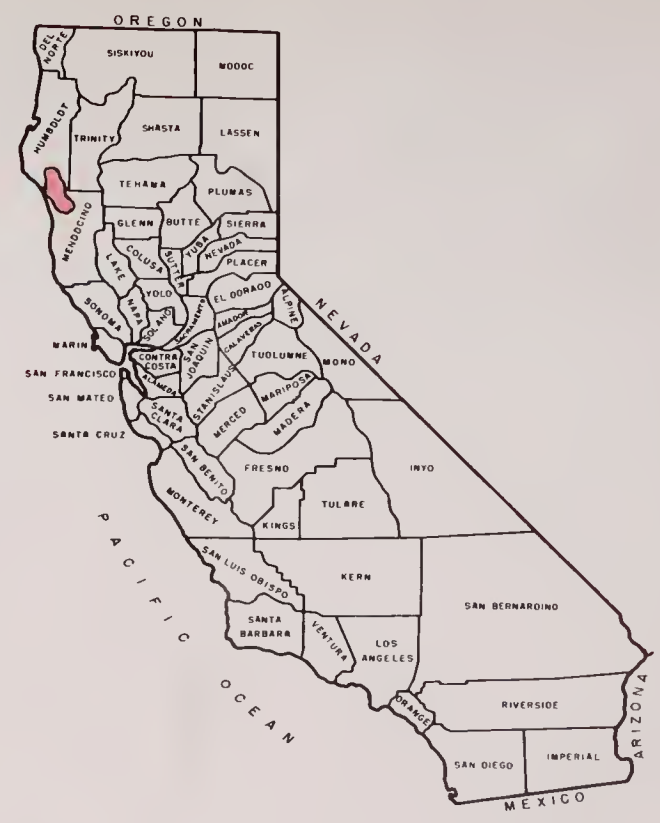 OREGON
DEL NORTE
SISKIYOU
MODOC
HUMBOLDT
TRINITY
SHASTA
LASSEN
TEHAMA
PLUMAS
MENDOCINO
GLENN
BUTTE
SIERRA
YUBA
NEVADA
LAKE
COLUSA
SUTTER
PLACER
SONOMA
NAPA
YOLO
EL DORADO
ALPINE
NEVADA
SOLANO
SACRAMENTO
AMADOR
CALAVERAS
MARIN
CONTRA COSTA
SAN JOAQUIN
TUOLUMNE
MONO
SAN FRANCISCO
ALAMEDA
STANISLAUS
MARIPOSA
SAN MATEO
SANTA CLARA
MERCED
MADERA
SANTA CRUZ
SAN BENITO
FRESNO
INYO
MONTEREY
KINGS
TULARE
PACIFIC OCEAN
SAN LUIS OBISPO
KERN
SAN BERNARDINO
SANTA BARBARA
VENTURA
LOS ANGELES
ORANGE
RIVERSIDE
ARIZONA
SAN DIEGO
IMPERIAL
MEXICO